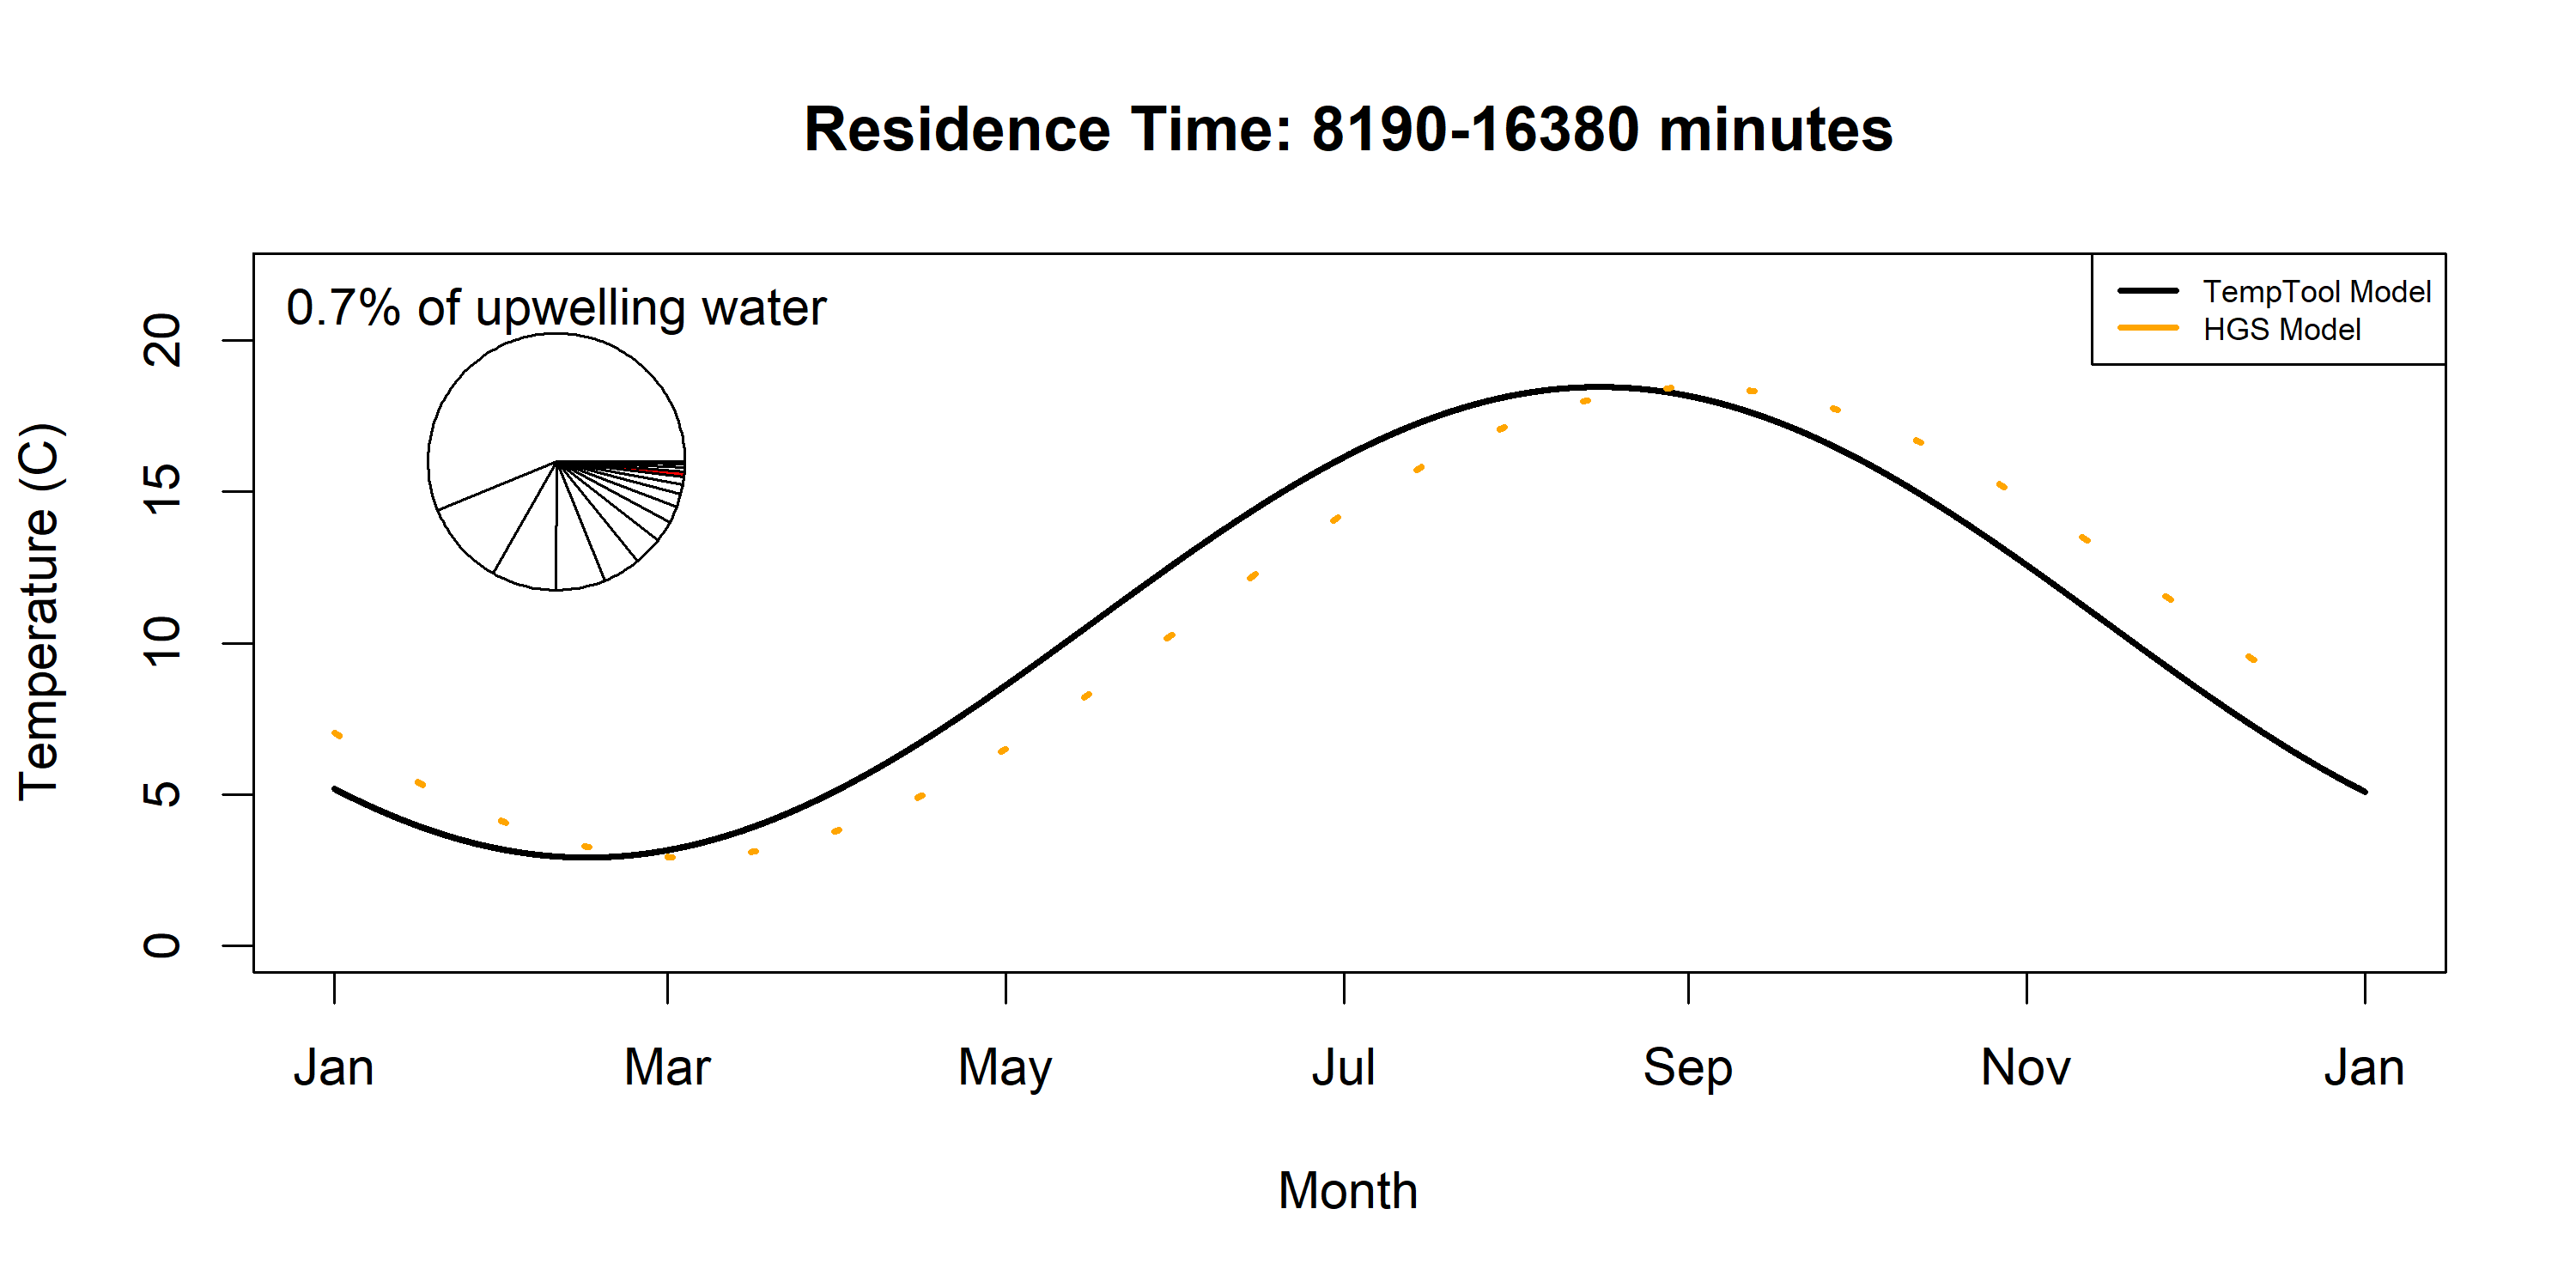 Residence Time: 8190-16380 minutes
0.7% of upwelling water
TempTool Model
HGS Model
Temperature (C)
20
15
10
5
0
Jan Mar May Jul Sep Nov Jan
Month